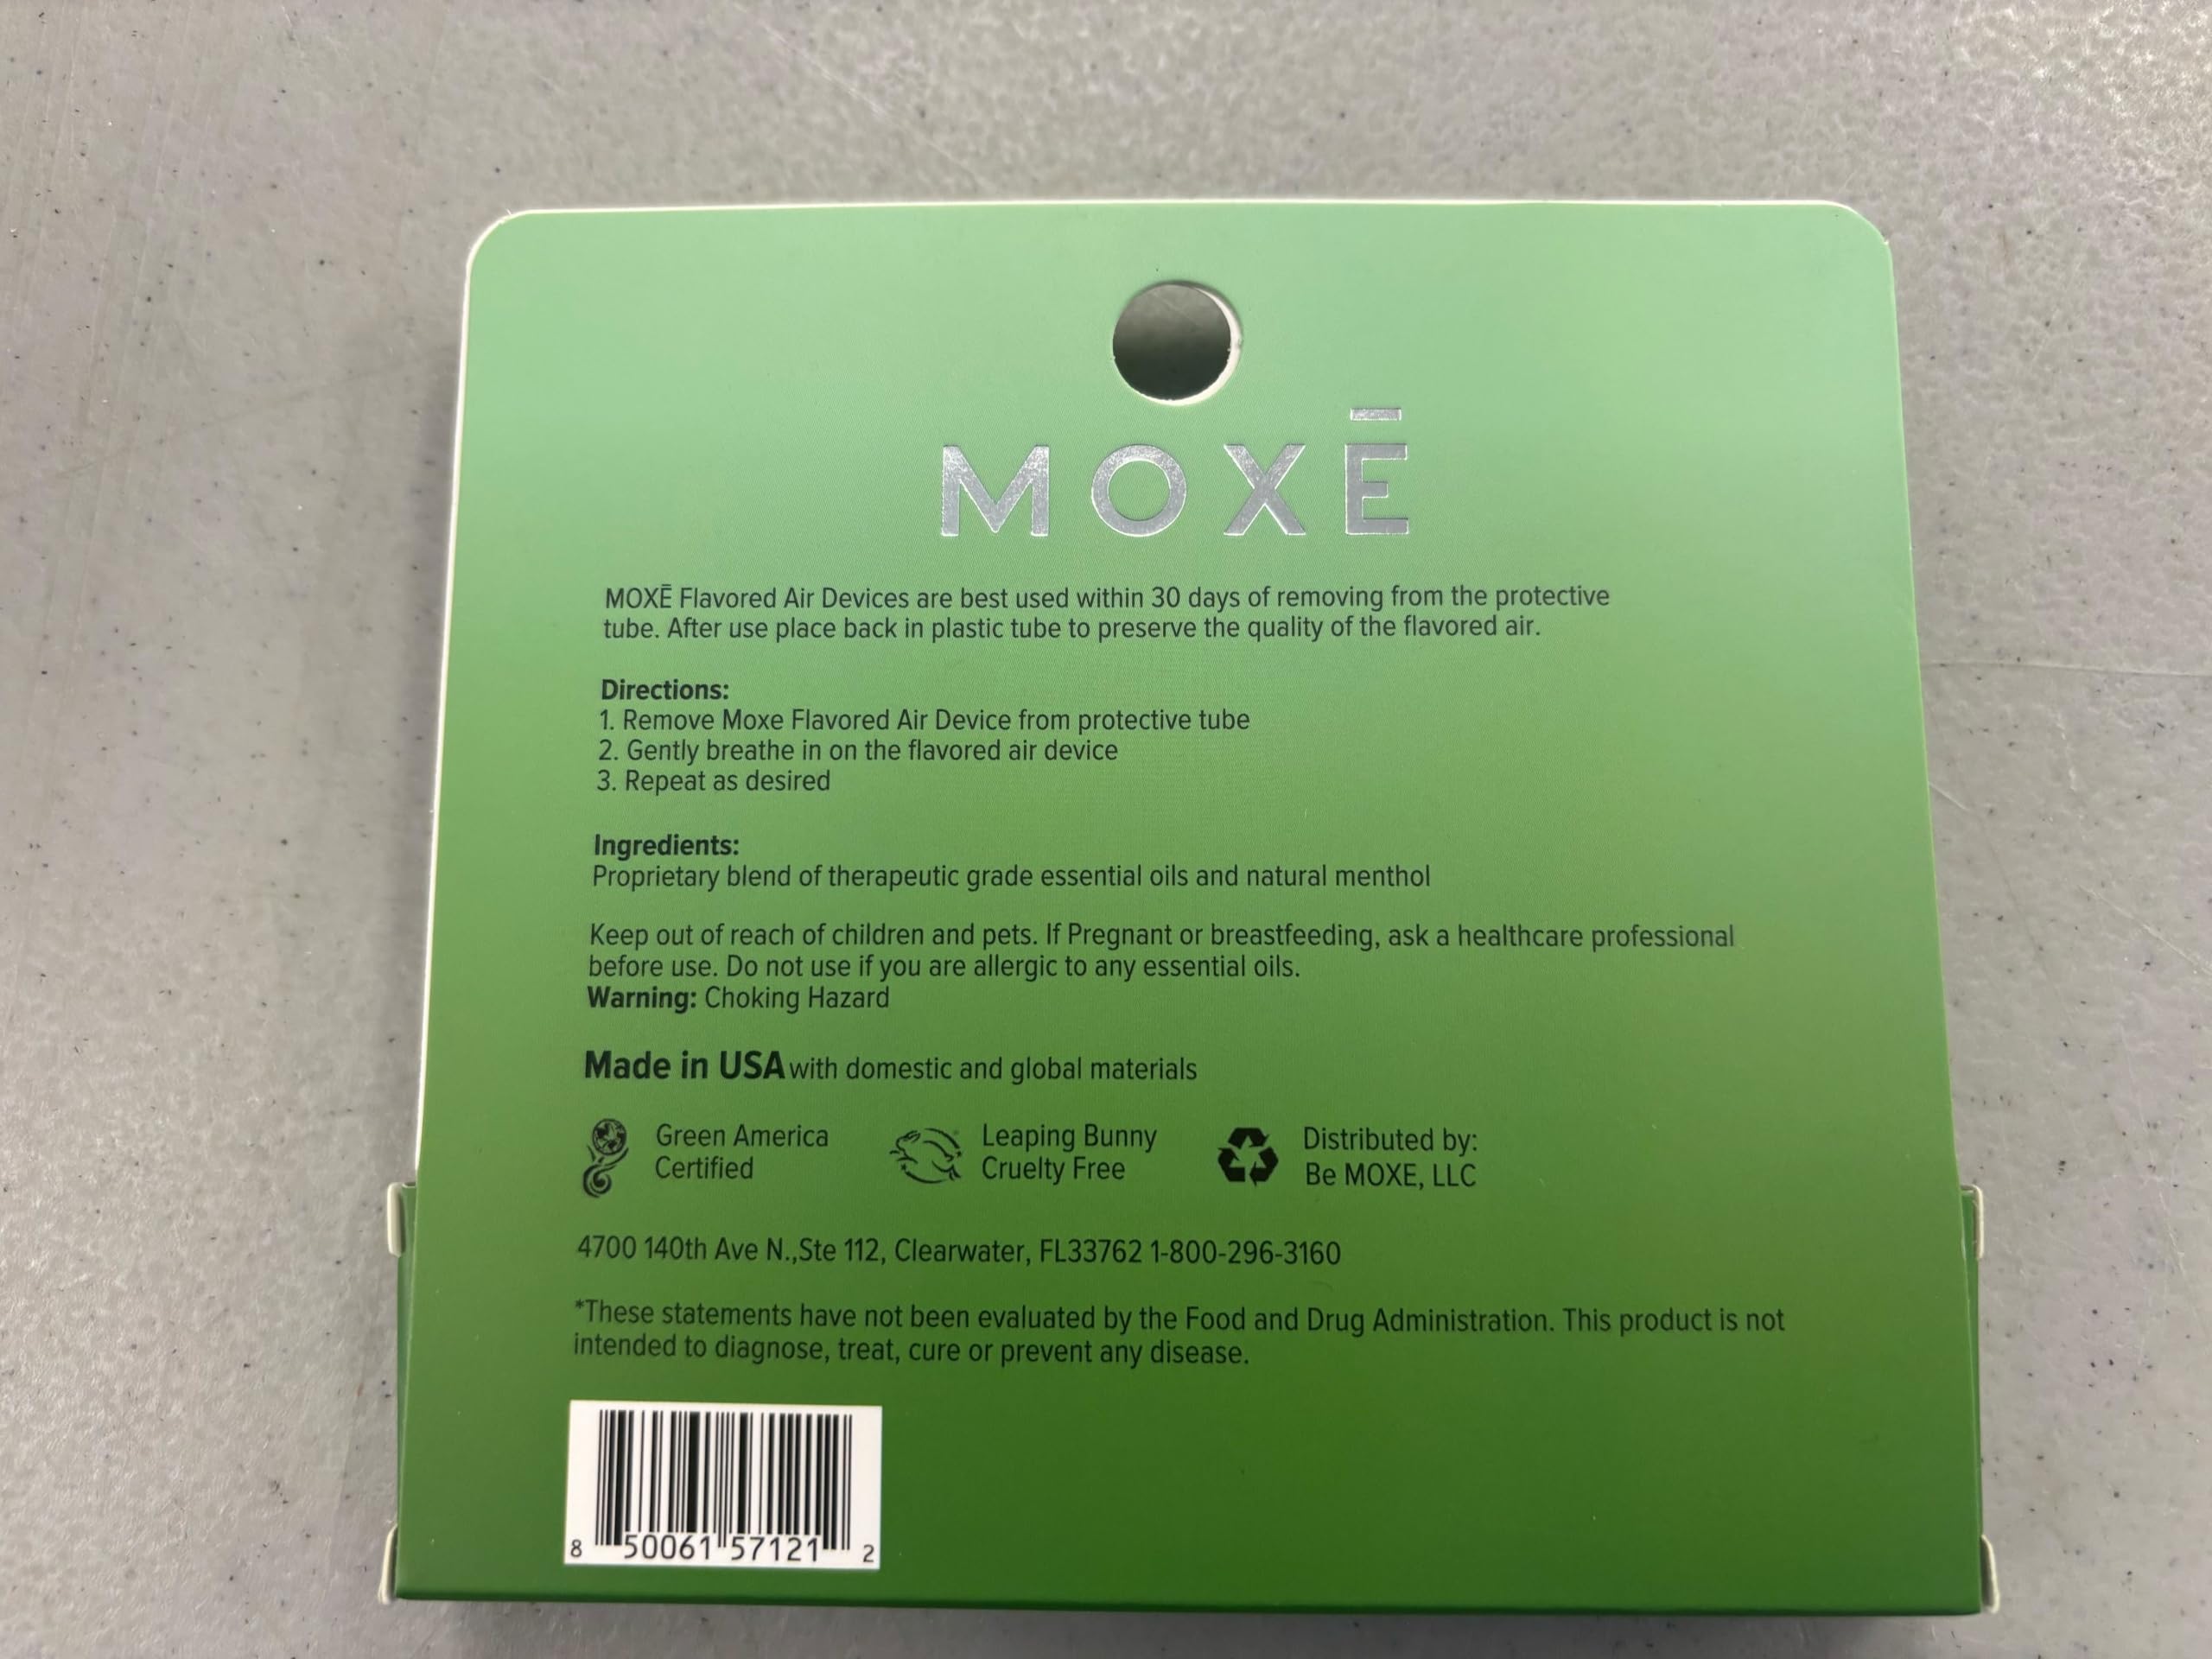 MOXĒ
MOXĒ Flavored Air Devices are best used within 30 days of removing from the protective
tube. After use place back in plastic tube to preserve the quality of the flavored air.
Directions:
1. Remove Moxe Flavored Air Device from protective tube
2. Gently breathe in on the flavored air device
3. Repeat as desired
Ingredients:
Proprietary blend of therapeutic grade essential oils and natural menthol
Keep out of reach of children and pets. If Pregnant or breastfeeding, ask a healthcare professional
before use. Do not use if you are allergic to any essential oils.
Warning: Choking Hazard
Made in USA with domestic and global materials
Green America
Certified
Leaping Bunny
Cruelty Free
Distributed by:
Be MOXE, LLC
4700 140th Ave N.,Ste 112, Clearwater, FL33762 1-800-296-3160
*These statements have not been evaluated by the Food and Drug Administration. This product is not
intended to diagnose, treat, cure or prevent any disease.
8 50061 57121 2